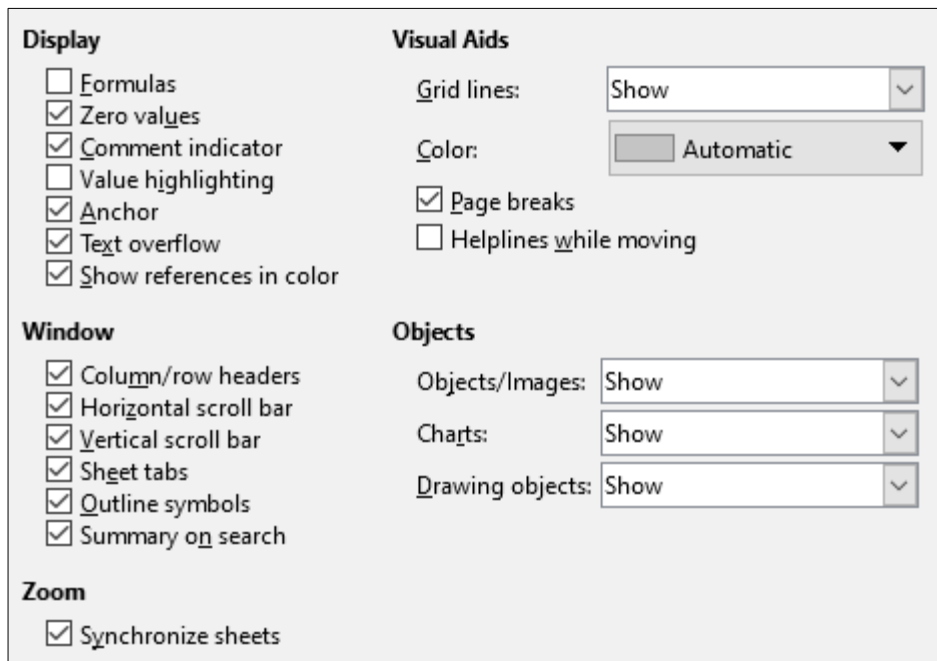 Display
Formulas
Zero values
Comment indicator
Value highlighting
Anchor
Text overflow
Show references in color
Visual Aids
Grid lines: Show
Color: Automatic
Page breaks
Helplines while moving
Window
Column/row headers
Horizontal scroll bar
Vertical scroll bar
Sheet tabs
Outline symbols
Summary on search
Objects
Objects/Images: Show
Charts: Show
Drawing objects: Show
Zoom
Synchronize sheets